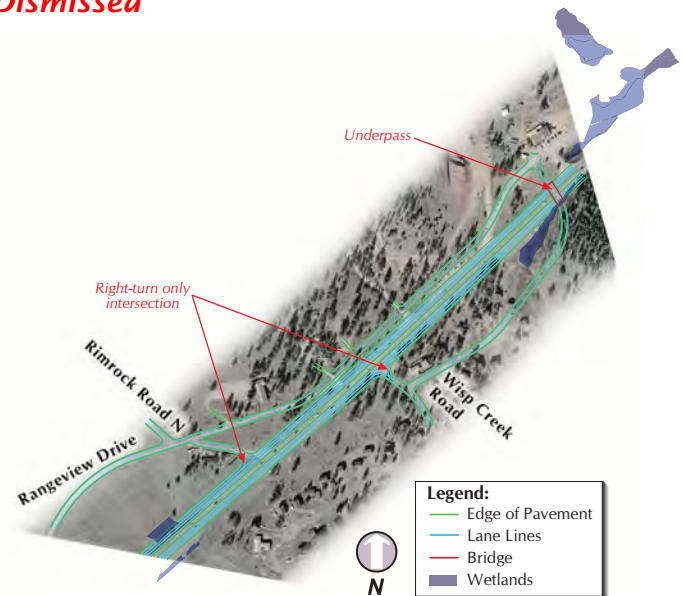 Dismissed
Underpass
Right-turn only
intersection
Rimrock Road N
Rangeview Drive
Wisp Creek
Road
Legend:
Edge of Pavement
Lane Lines
Bridge
Wetlands
N